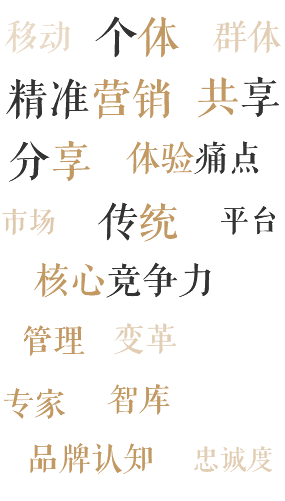 移动 个体 群体
精准营销 共享
分享 体验痛点
市场 传统 平台
核心竞争力
管理 变革
专家 智库
品牌认知 忠诚度